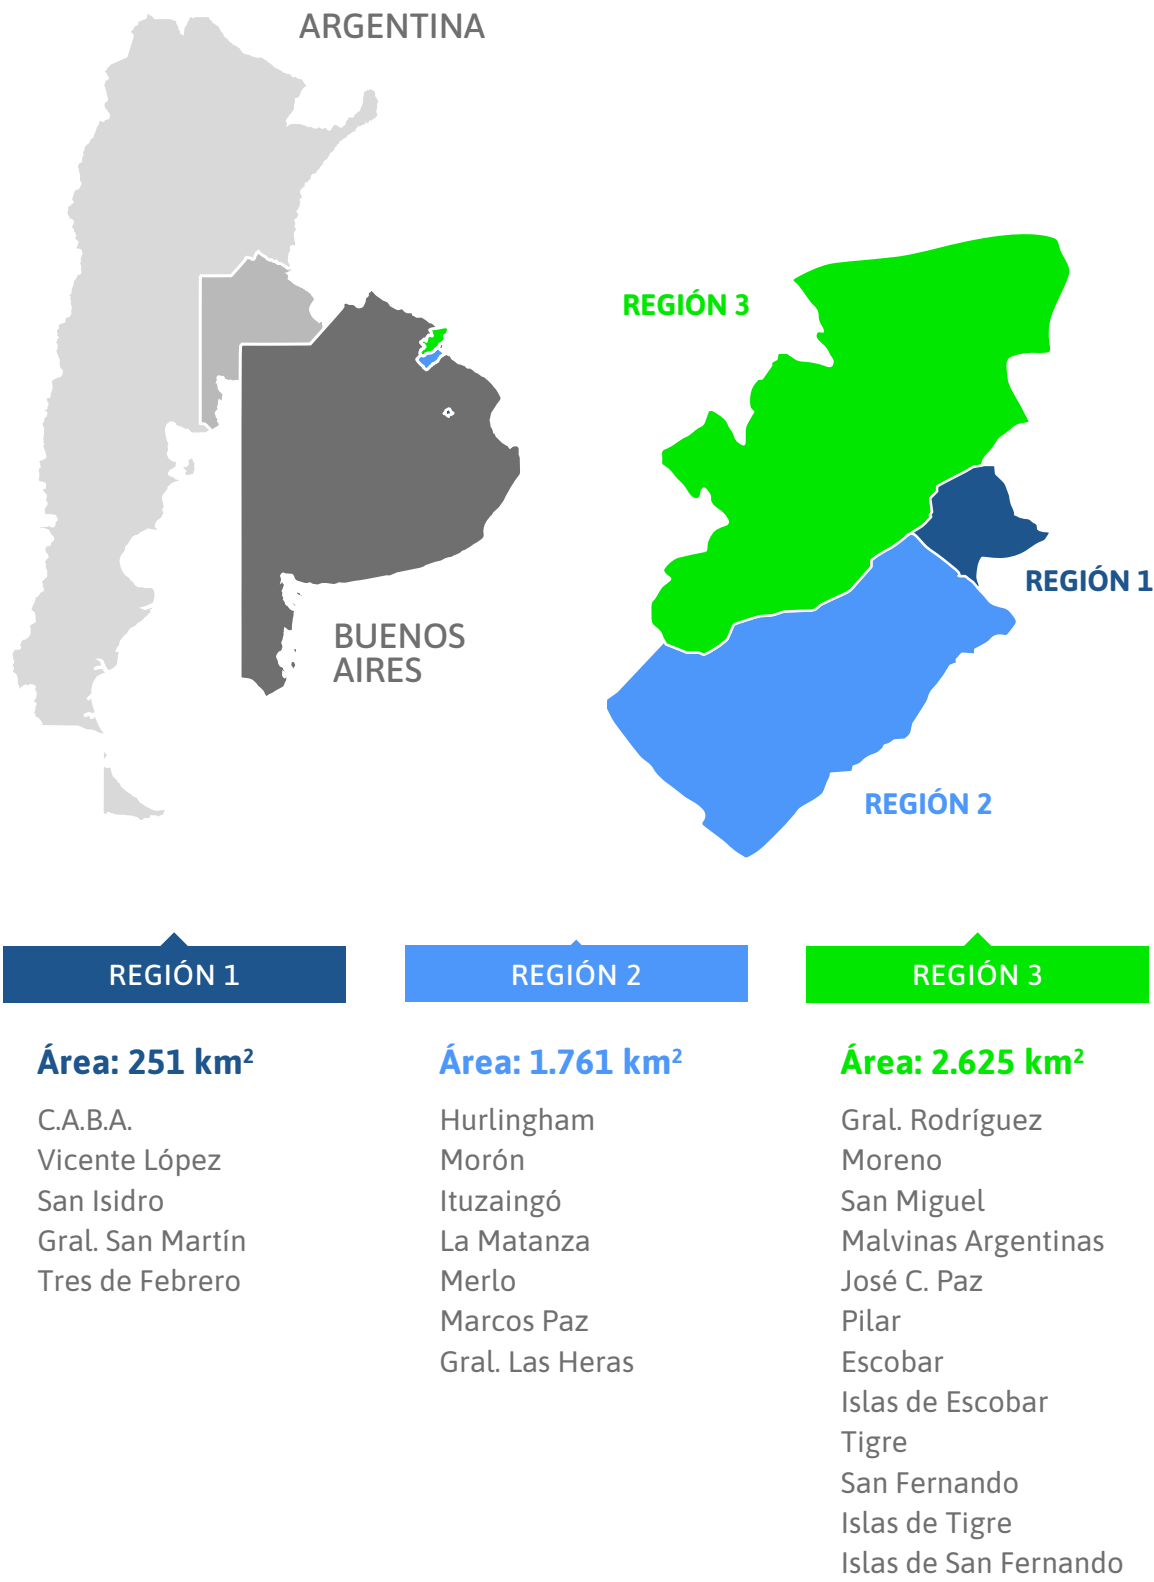 ARGENTINA
BUENOS
AIRES
REGIÓN 3
REGIÓN 1
REGIÓN 2
REGIÓN 1
Área: 251 km²
C.A.B.A.
Vicente López
San Isidro
Gral. San Martín
Tres de Febrero
REGIÓN 2
Área: 1.761 km²
Hurlingham
Morón
Ituzaingó
La Matanza
Merlo
Marcos Paz
Gral. Las Heras
REGIÓN 3
Área: 2.625 km²
Gral. Rodríguez
Moreno
San Miguel
Malvinas Argentinas
José C. Paz
Pilar
Escobar
Islas de Escobar
Tigre
San Fernando
Islas de Tigre
Islas de San Fernando